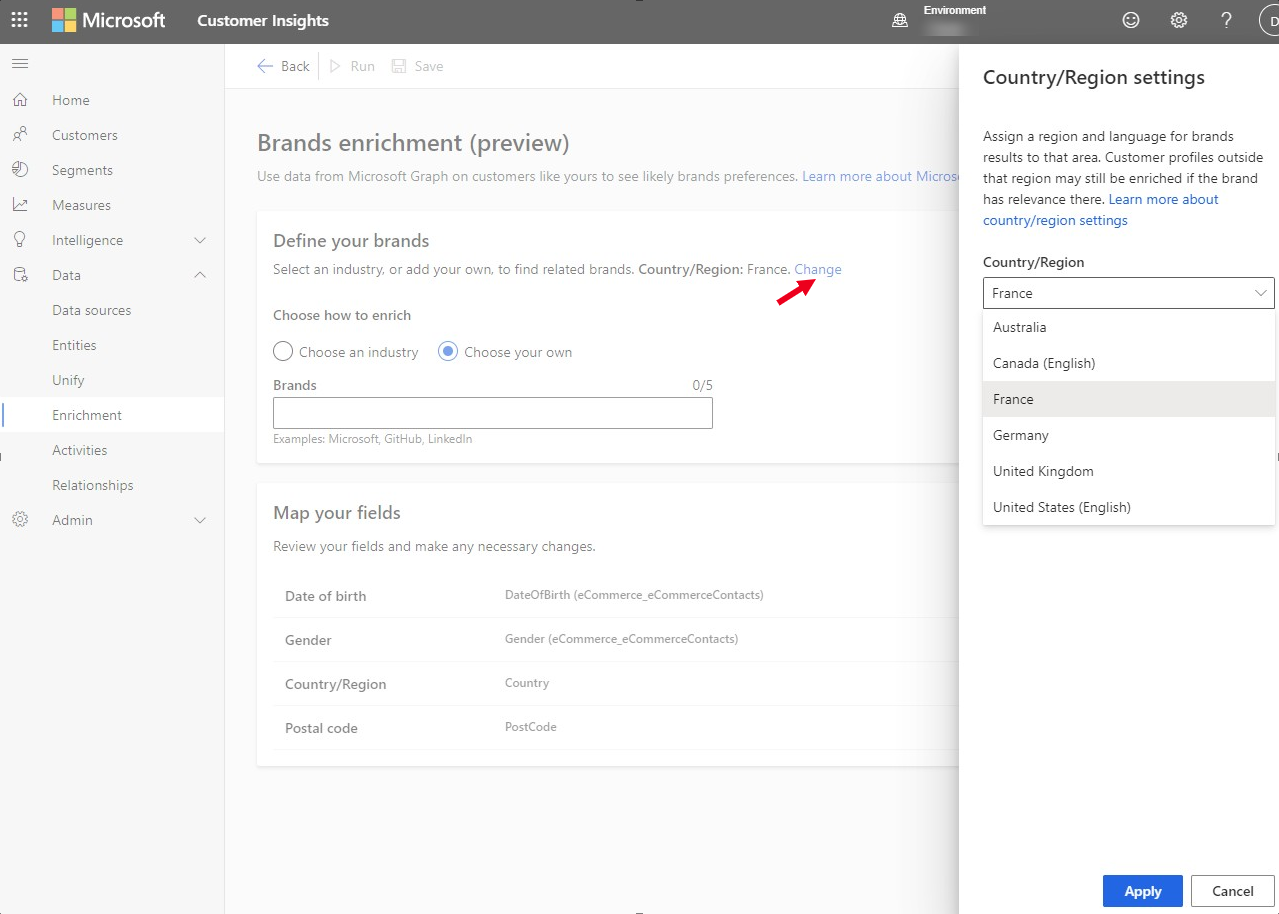 Microsoft Customer Insights
Environment
?
D
Back Run Save
Home
Customers
Segments
Measures
Intelligence
Data
Data sources
Entities
Unify
Enrichment
Activities
Relationships
Admin
Brands enrichment (preview)
Use data from Microsoft Graph on customers like yours to see likely brands preferences. Learn more about Micros
Define your brands
Select an industry, or add your own, to find related brands. Country/Region: France. Change
Choose how to enrich
Choose an industry Choose your own
Brands 0/5
Examples: Microsoft, GitHub, LinkedIn
Map your fields
Review your fields and make any necessary changes.
Date of birth DateOfBirth (eCommerce_eCommerceContacts)
Gender Gender (eCommerce_eCommerceContacts)
Country/Region Country
Postal code PostCode
Country/Region settings
Assign a region and language for brands
results to that area. Customer profiles outside
that region may still be enriched if the brand
has relevance there. Learn more about
country/region settings
Country/Region
France
Australia
Canada (English)
France
Germany
United Kingdom
United States (English)
Apply Cancel